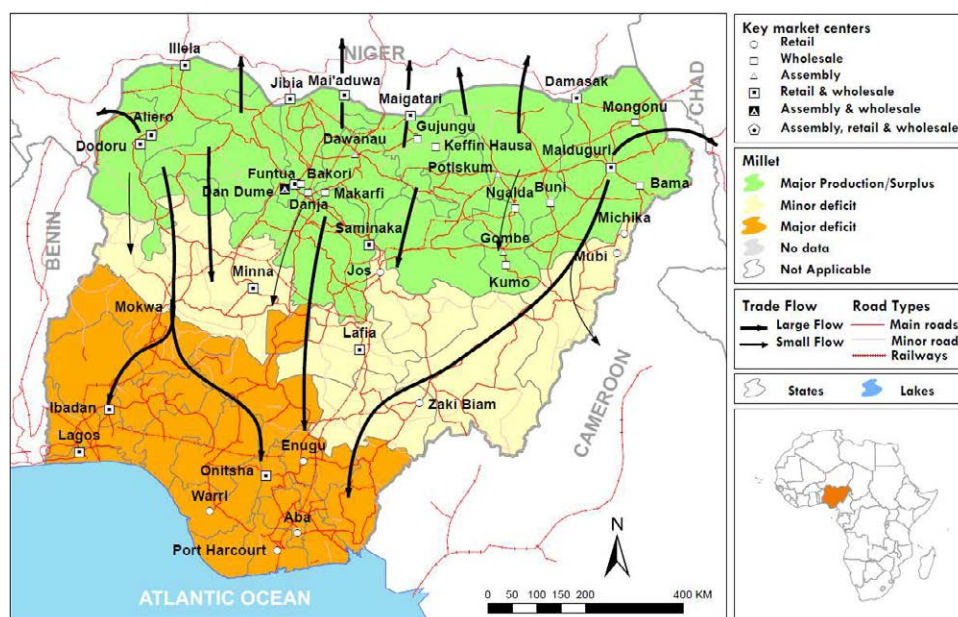 Illela
NIGER
Jibia
Mai'aduwa
Damasak
CHAD
Maigatari
Mongonu
Aliero
Gujungu
Dawanau
Keffin Hausa
Dodoru
Maiduguri
Potiskum
Funtua
Bakori
Buni
Bama
Dan Dume
Ngalda
Makarfi
Danja
Michika
Saminaka
BENIN
Gombe
Mubi
Jos
Minna
Kumo
Mokwa
Lafia
CAMEROON
Ibadan
Zaki Biam
Lagos
Enugu
Onitsha
Warri
Aba
N
Port Harcourt
ATLANTIC OCEAN
0 50 100 200 400 KM
Key market centers
Retail
Wholesale
Assembly
Retail & wholesale
Assembly & wholesale
Assembly, retail & wholesale
Millet
Major Production/Surplus
Minor deficit
Major deficit
No data
Not Applicable
Trade Flow Road Types
Large Flow Main roads
Small Flow Minor road
Railways
States Lakes